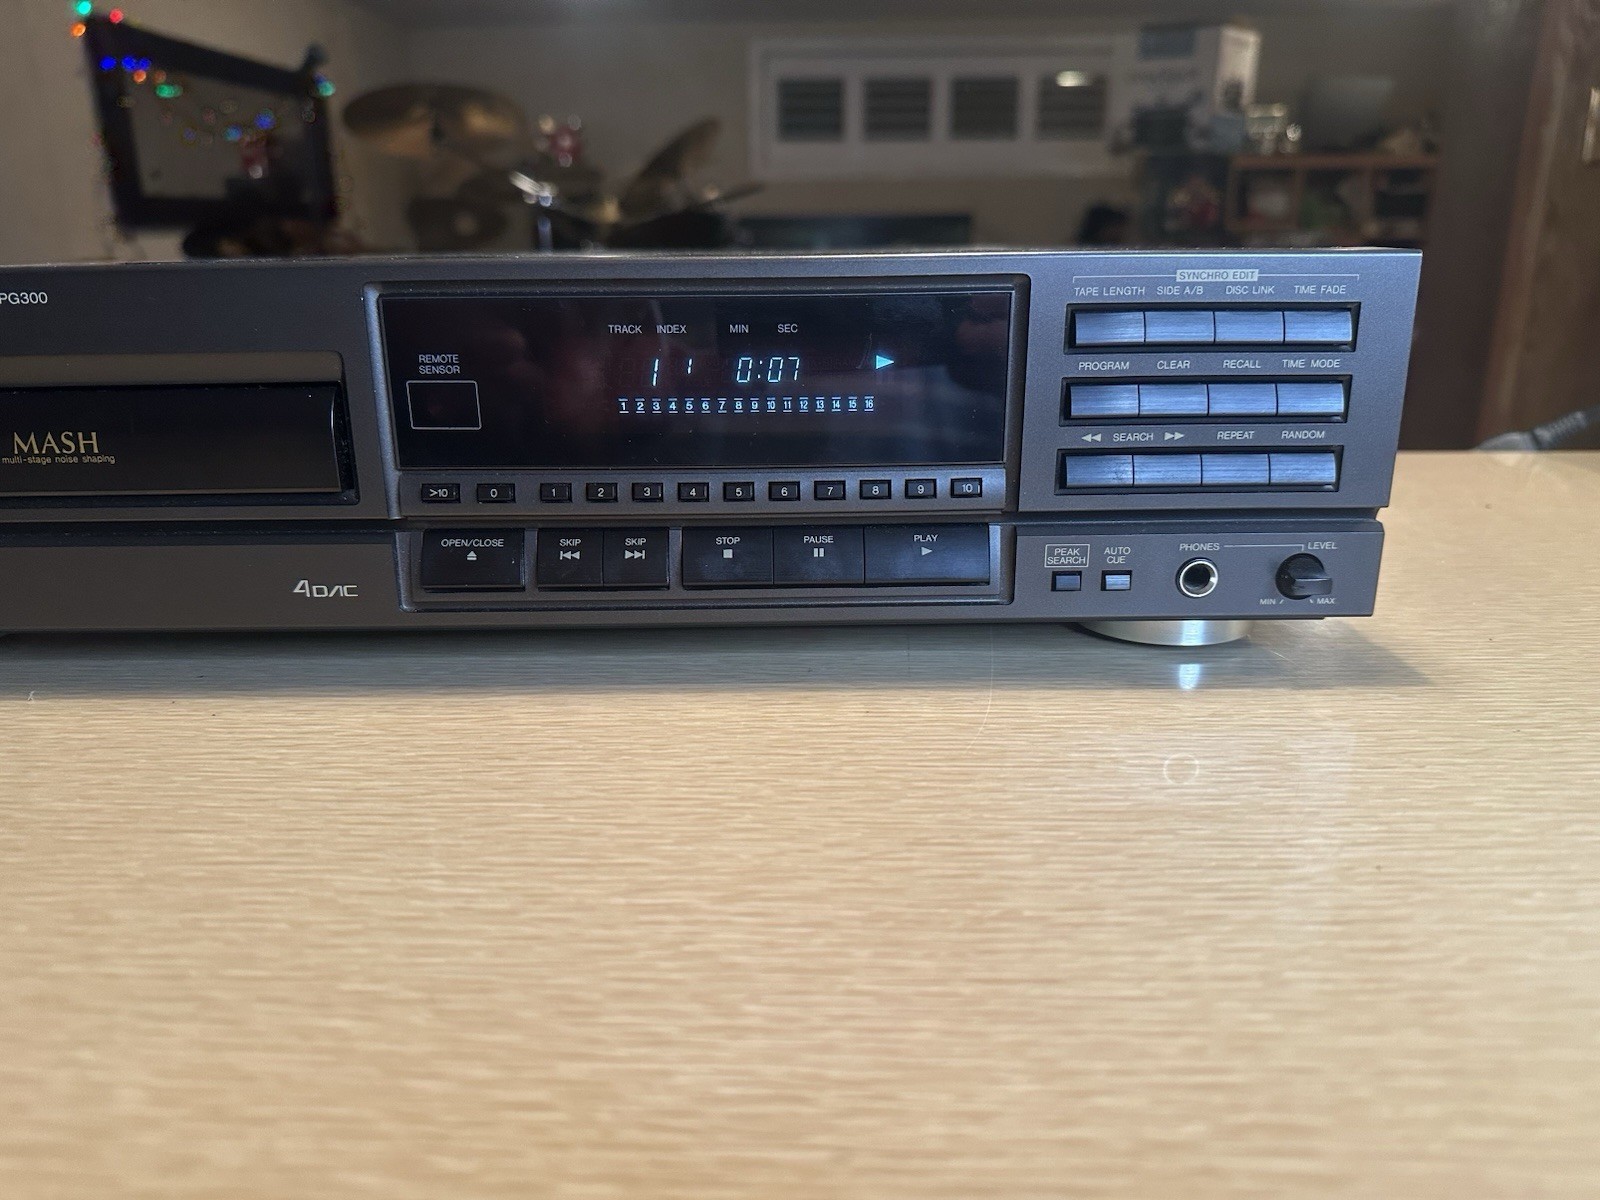 PG300
SYNCHRO EDIT
TAPE LENGTH SIDE A/B DISC LINK TIME FADE
TRACK INDEX MIN SEC
REMOTE
SENSOR
1 1 0:07
1 2 3 4 5 6 7 8 9 10 11 12 13 14 15 16
PROGRAM CLEAR RECALL TIME MODE
MASH
multi-stage noise shaping
SEARCH REPEAT RANDOM
>10 0 1 2 3 4 5 6 7 8 9 10
OPEN/CLOSE SKIP SKIP STOP PAUSE PLAY
PEAK
SEARCH
AUTO
CUE
PHONES LEVEL
MIN MAX
4DAC